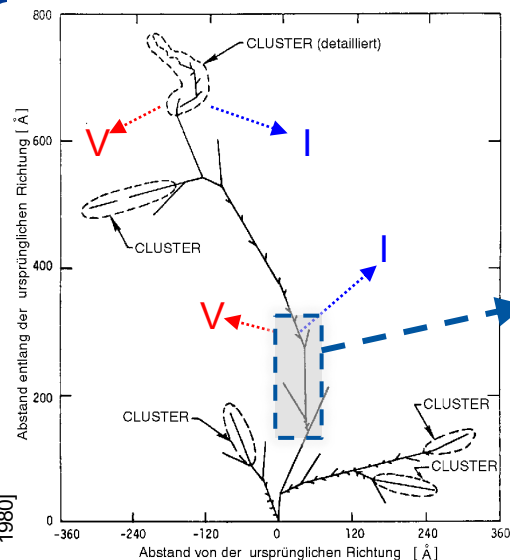 800
CLUSTER (detailliert)
V
I
600
CLUSTER
I
400
V
200
CLUSTER
CLUSTER
CLUSTER
0
-360
-240
-120
0
120
240
360
Abstand von der ursprünglichen Richtung [Å]
Abstand entlang der ursprünglichen Richtung [Å]
1980]